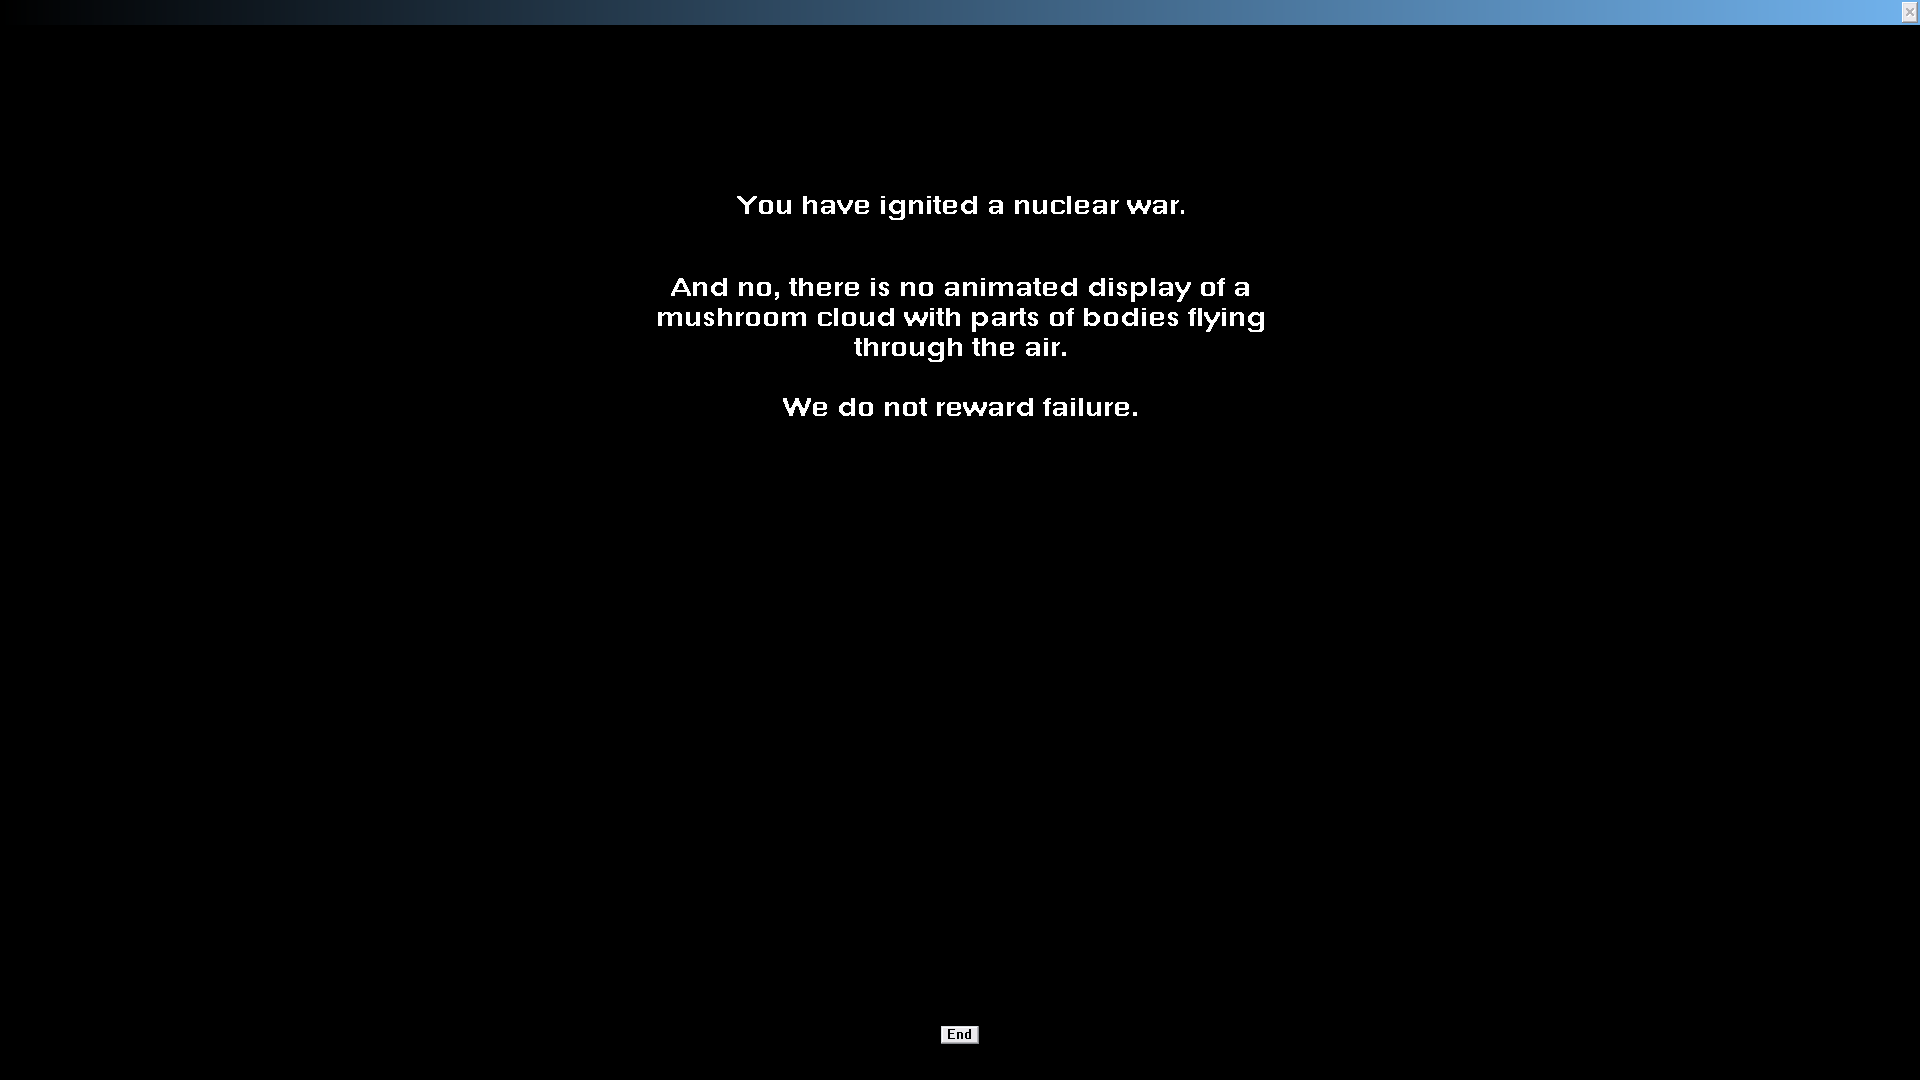 You have ignited a nuclear war.
And no, there is no animated display of a
mushroom cloud with parts of bodies flying
through the air.
We do not reward failure.
End